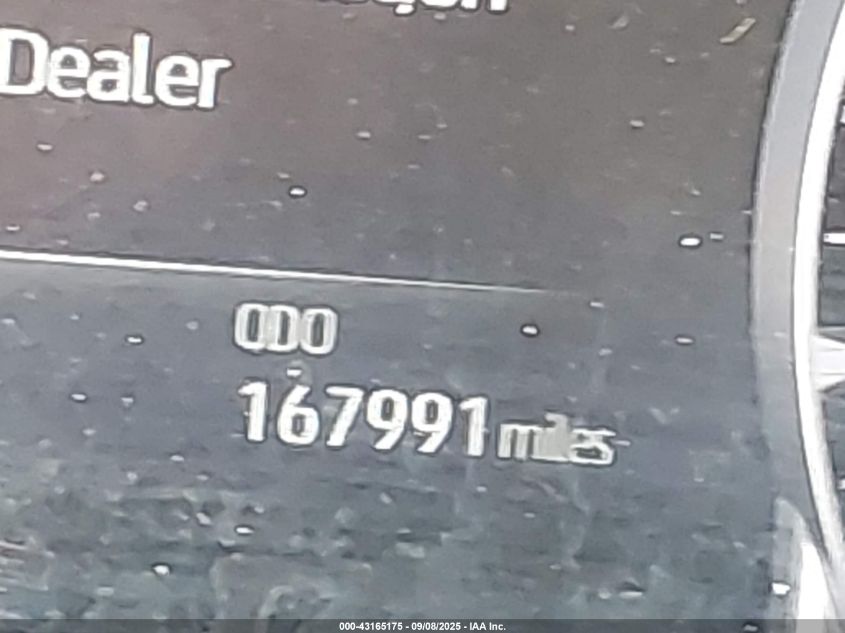 Dealer
ODO
167991 miles
000-43165175 - 09/08/2025 - IAA Inc.